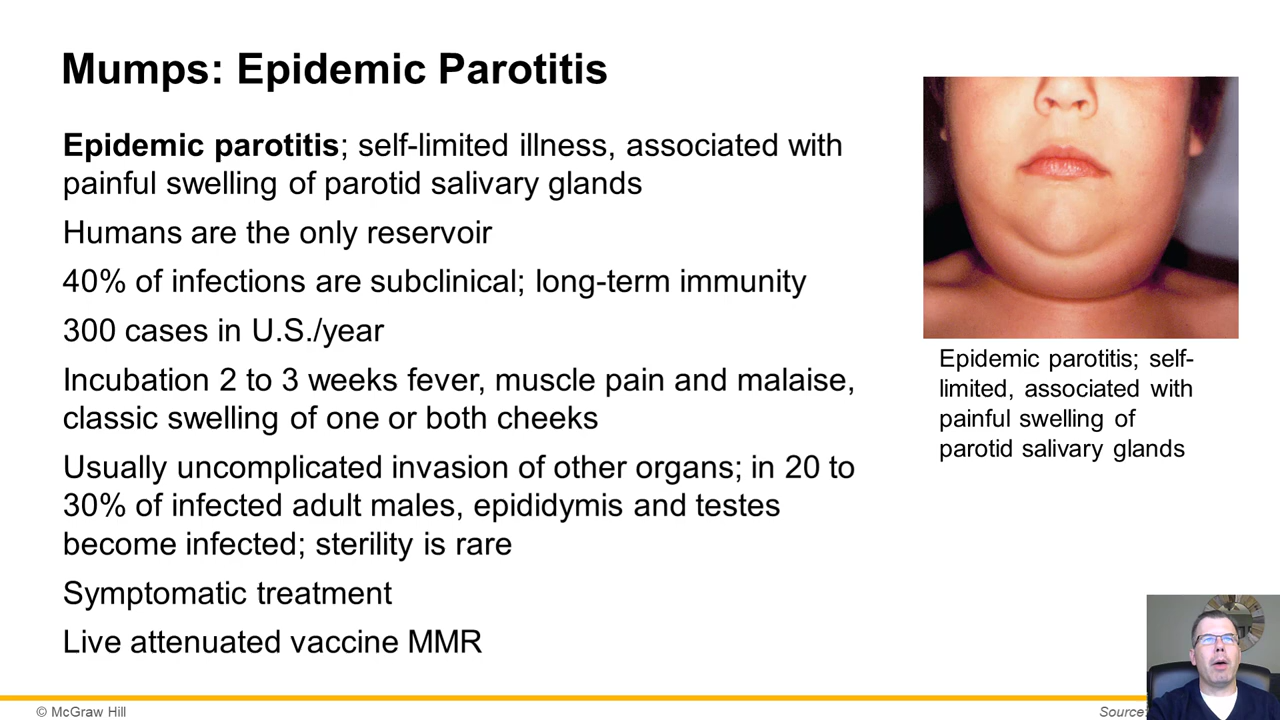 Mumps: Epidemic Parotitis
Epidemic parotitis; self-limited illness, associated with
painful swelling of parotid salivary glands
Humans are the only reservoir
40% of infections are subclinical; long-term immunity
300 cases in U.S./year
Incubation 2 to 3 weeks fever, muscle pain and malaise,
classic swelling of one or both cheeks
Usually uncomplicated invasion of other organs; in 20 to
30% of infected adult males, epididymis and testes
become infected; sterility is rare
Symptomatic treatment
Live attenuated vaccine MMR
Epidemic parotitis; self-
limited, associated with
painful swelling of
parotid salivary glands
© McGraw Hill
Source: